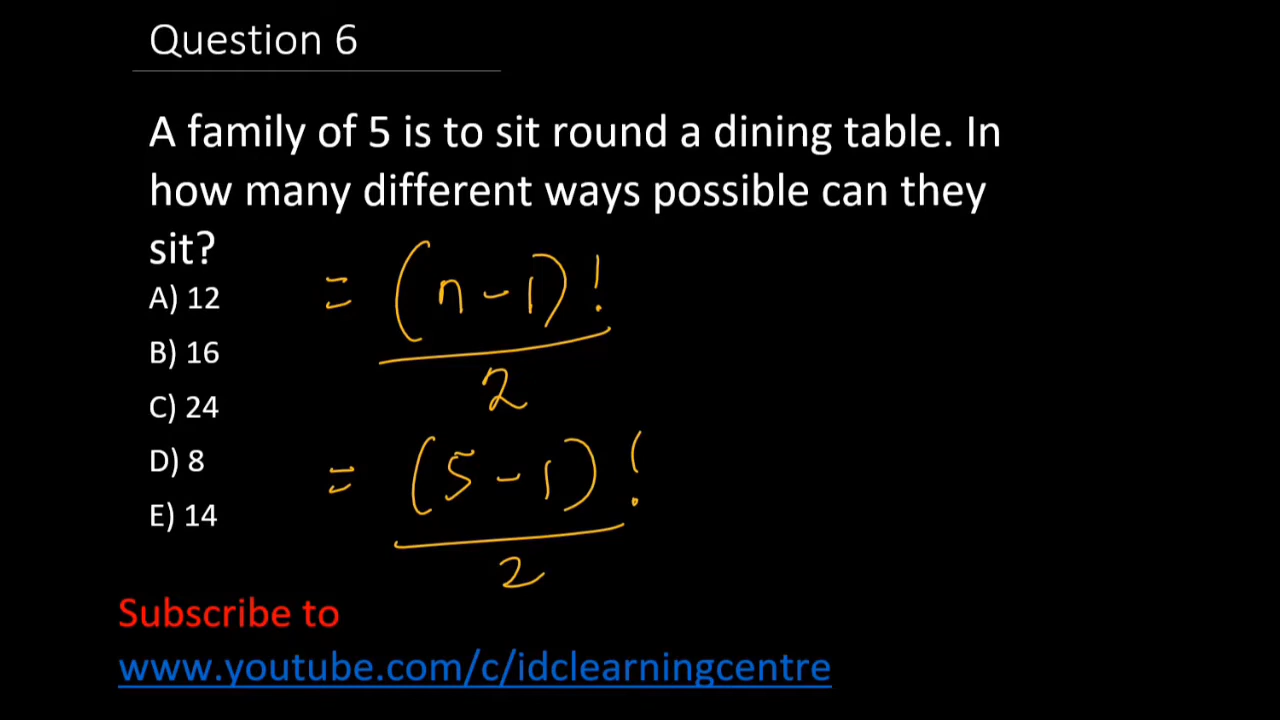 Question 6
A family of 5 is to sit round a dining table. In
how many different ways possible can they
sit?
A) 12
B) 16
C) 24
D) 8
E) 14
= (n - 1)!
2
= (5 - 1)!
2
Subscribe to
www.youtube.com/c/idclearningcentre